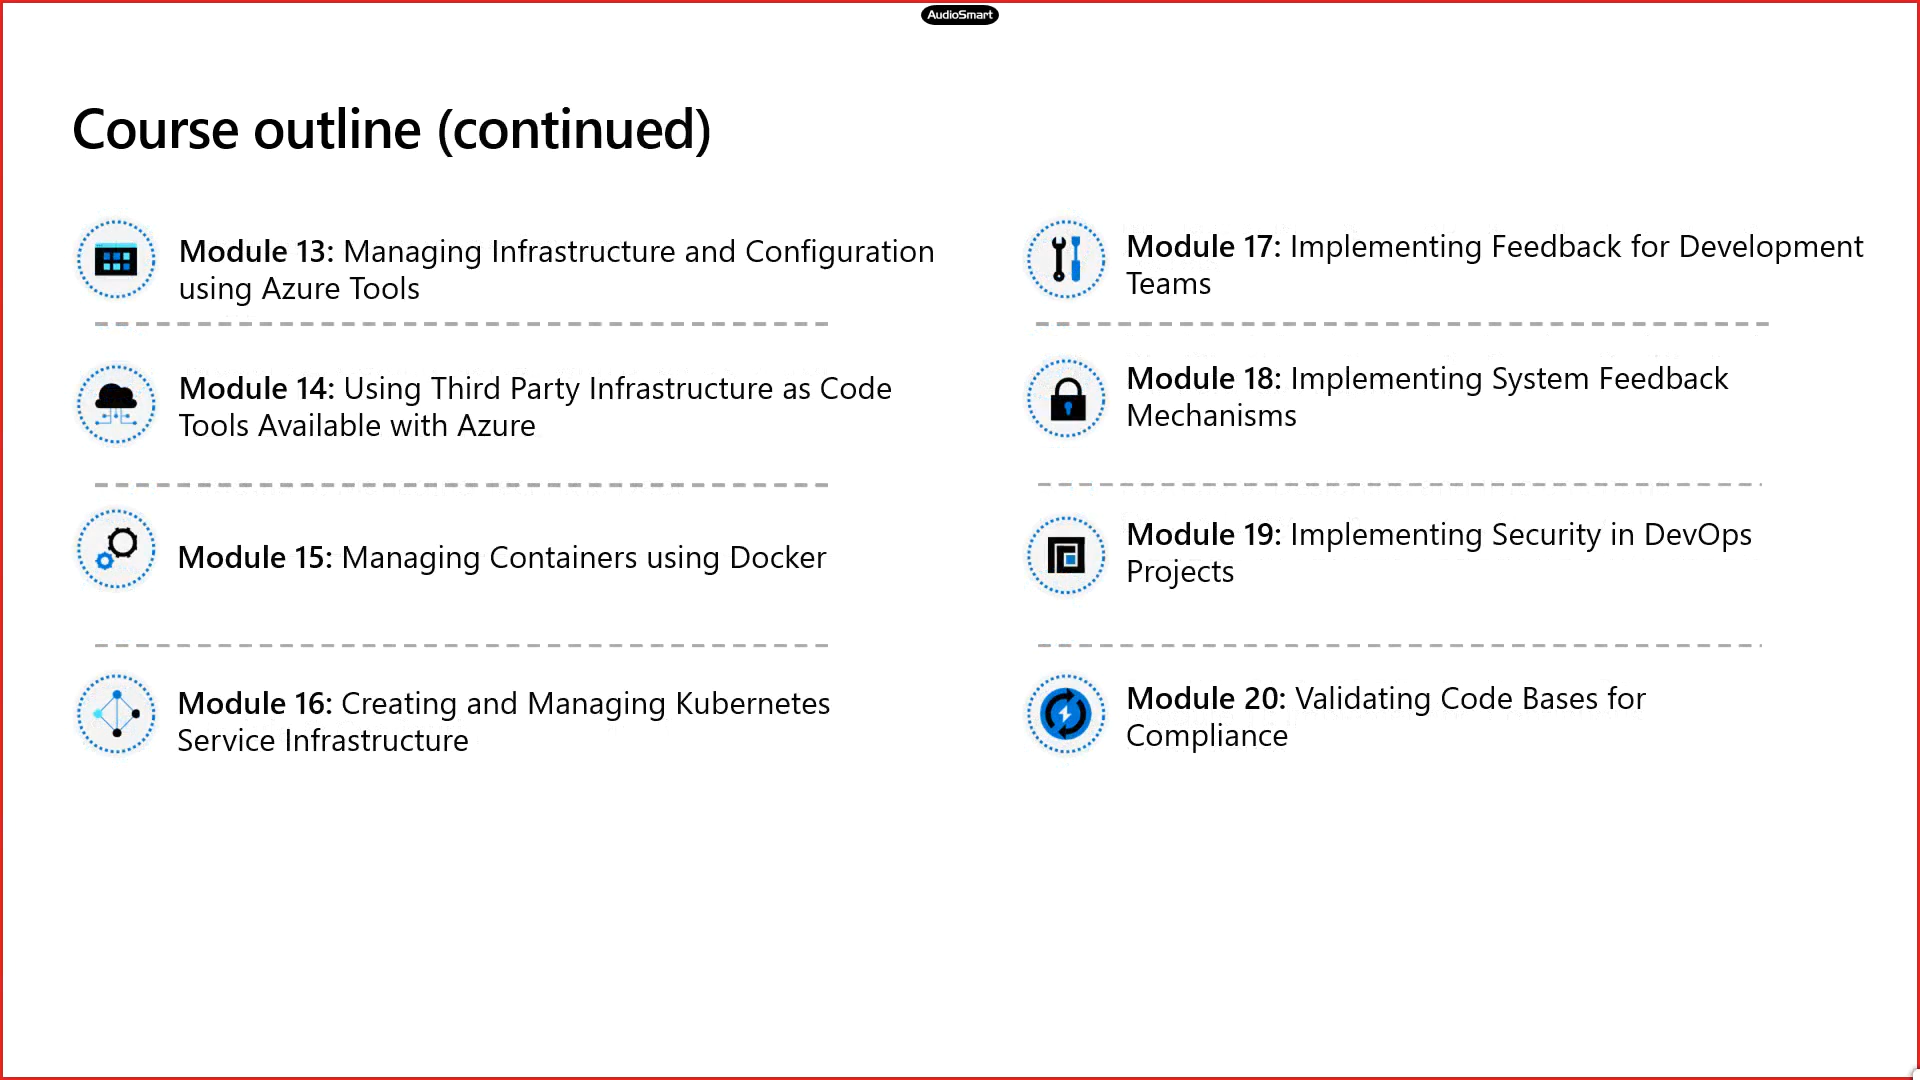 AudioSmart
Course outline (continued)
Module 13: Managing Infrastructure and Configuration
using Azure Tools
Module 14: Using Third Party Infrastructure as Code
Tools Available with Azure
Module 15: Managing Containers using Docker
Module 16: Creating and Managing Kubernetes
Service Infrastructure
Module 17: Implementing Feedback for Development
Teams
Module 18: Implementing System Feedback
Mechanisms
Module 19: Implementing Security in DevOps
Projects
Module 20: Validating Code Bases for
Compliance